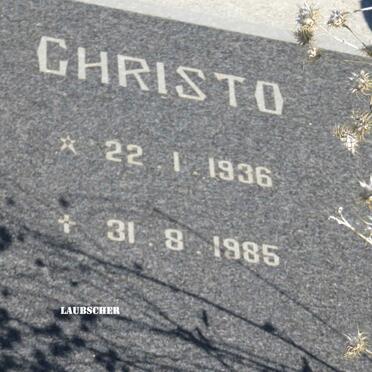 CHRISTO
☆ 22.1.1936
✝ 31.8.1985
LAUBSCHER